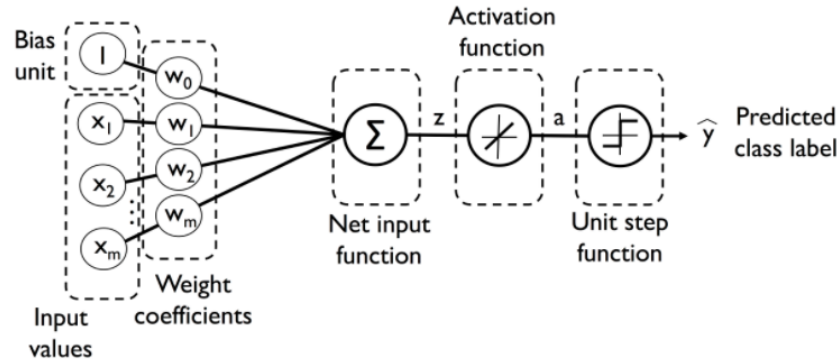 Bias
unit
1
x1
x2
⋮
xm
Input
values
w0
w1
w2
wm
Weight
coefficients
Σ
Net input
function
z
Activation
function
a
Unit step
function
ŷ
Predicted
class label